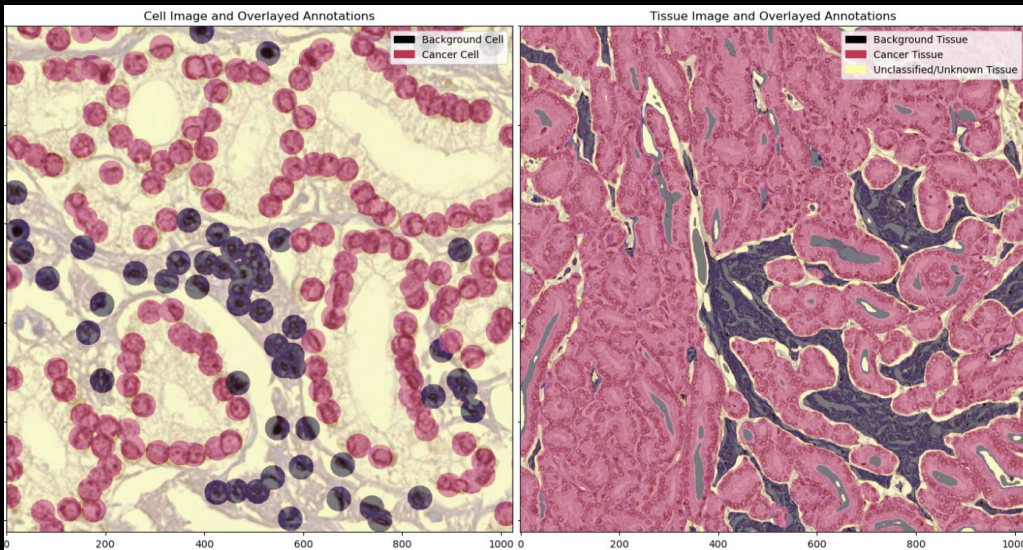 Cell Image and Overlayed Annotations
Background Cell
Cancer Cell
0
200
400
600
800
1000
Tissue Image and Overlayed Annotations
Background Tissue
Cancer Tissue
Unclassified/Unknown Tissue
0
200
400
600
800
1000